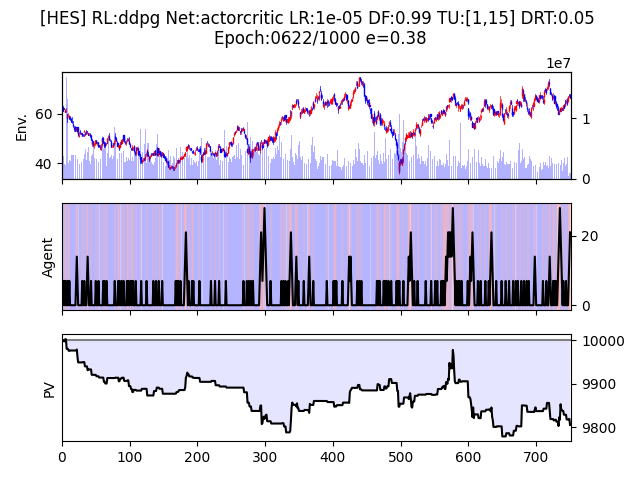 [HES] RL:ddpg Net:actorcritic LR:1e-05 DF:0.99 TU:[1,15] DRT:0.05
Epoch:0622/1000 e=0.38
1e7
Env.
60
40
1
0
Agent
20
0
PV
10000
9900
9800
0 100 200 300 400 500 600 700